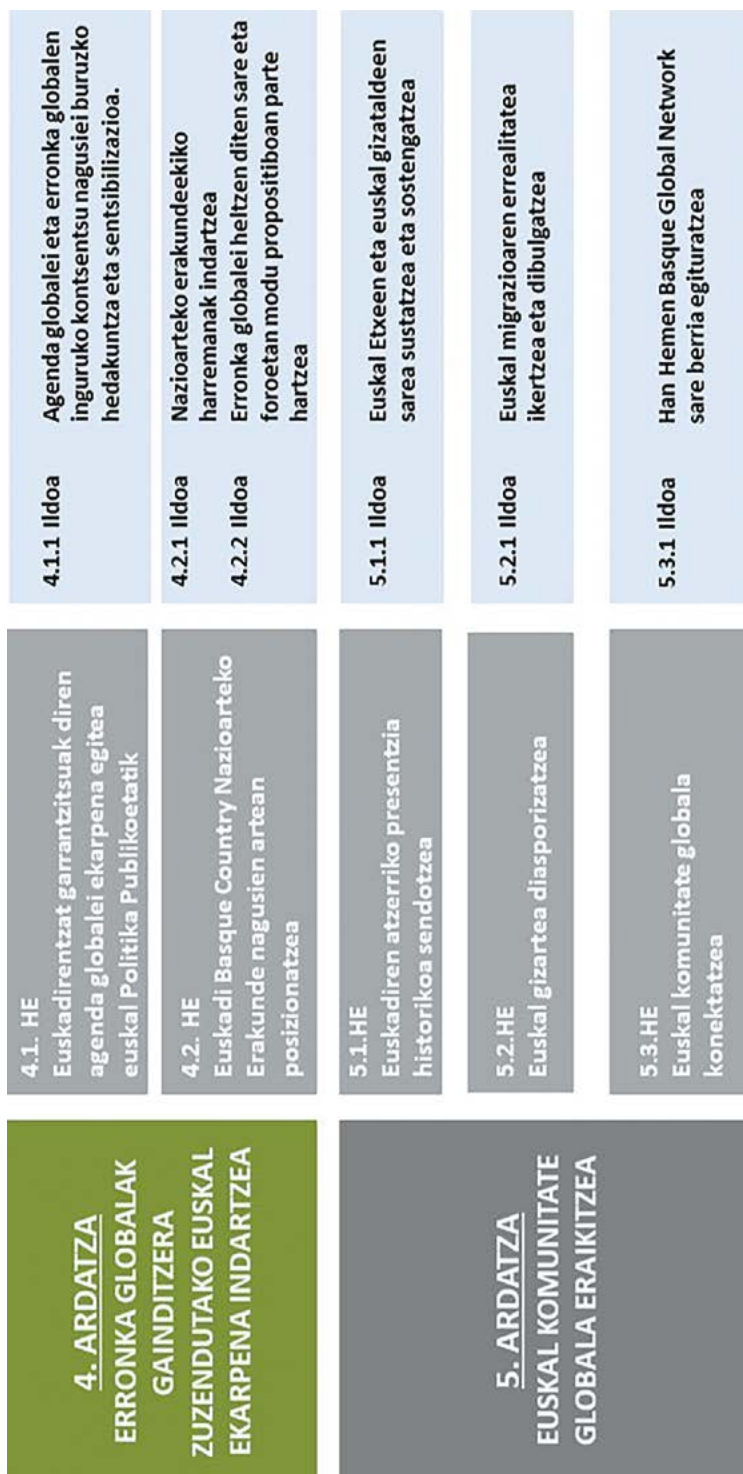 4. ARDATZA
ERRONKA GLOBALAK
GAINDITZERA
ZUZENDUTAKO EUSKAL
EKARPENA INDARTZEA
4.1. HE
Euskadirentzat garrantzitsuak diren
agenda globalei ekarpena egitea
euskal Politika Publikoetatik
4.1.1 Ildoa
Agenda globalei eta erronka globalen
inguruko kontsentsu nagusiei buruzko
hedakuntza eta sentsibilizazioa.
4.2. HE
Euskadi Basque Country Nazioarteko
Erakunde nagusien artean
posizionatzea
4.2.1 Ildoa
Nazioarteko erakundeekiko
harremanak indartzea
4.2.2 Ildoa
Erronka globalei heltzen diten sare eta
foroetan modu propositiboan parte
hartzea
5. ARDATZA
EUSKAL KOMUNITATE
GLOBALA ERAIKITZEA
5.1.HE
Euskadiren atzerriko presentzia
historikoa sendotzea
5.1.1 Ildoa
Euskal Etxeen eta euskal gizataldeen
sarea sustatzea eta sostengatzea
5.2.HE
Euskal gizartea diasporizatzea
5.2.1 Ildoa
Euskal migrazioaren errealitatea
ikertzea eta dibulgatzea
5.3.HE
Euskal komunitate globala
konektatzea
5.3.1 Ildoa
Han Hemen Basque Global Network
sare berria egituratzea